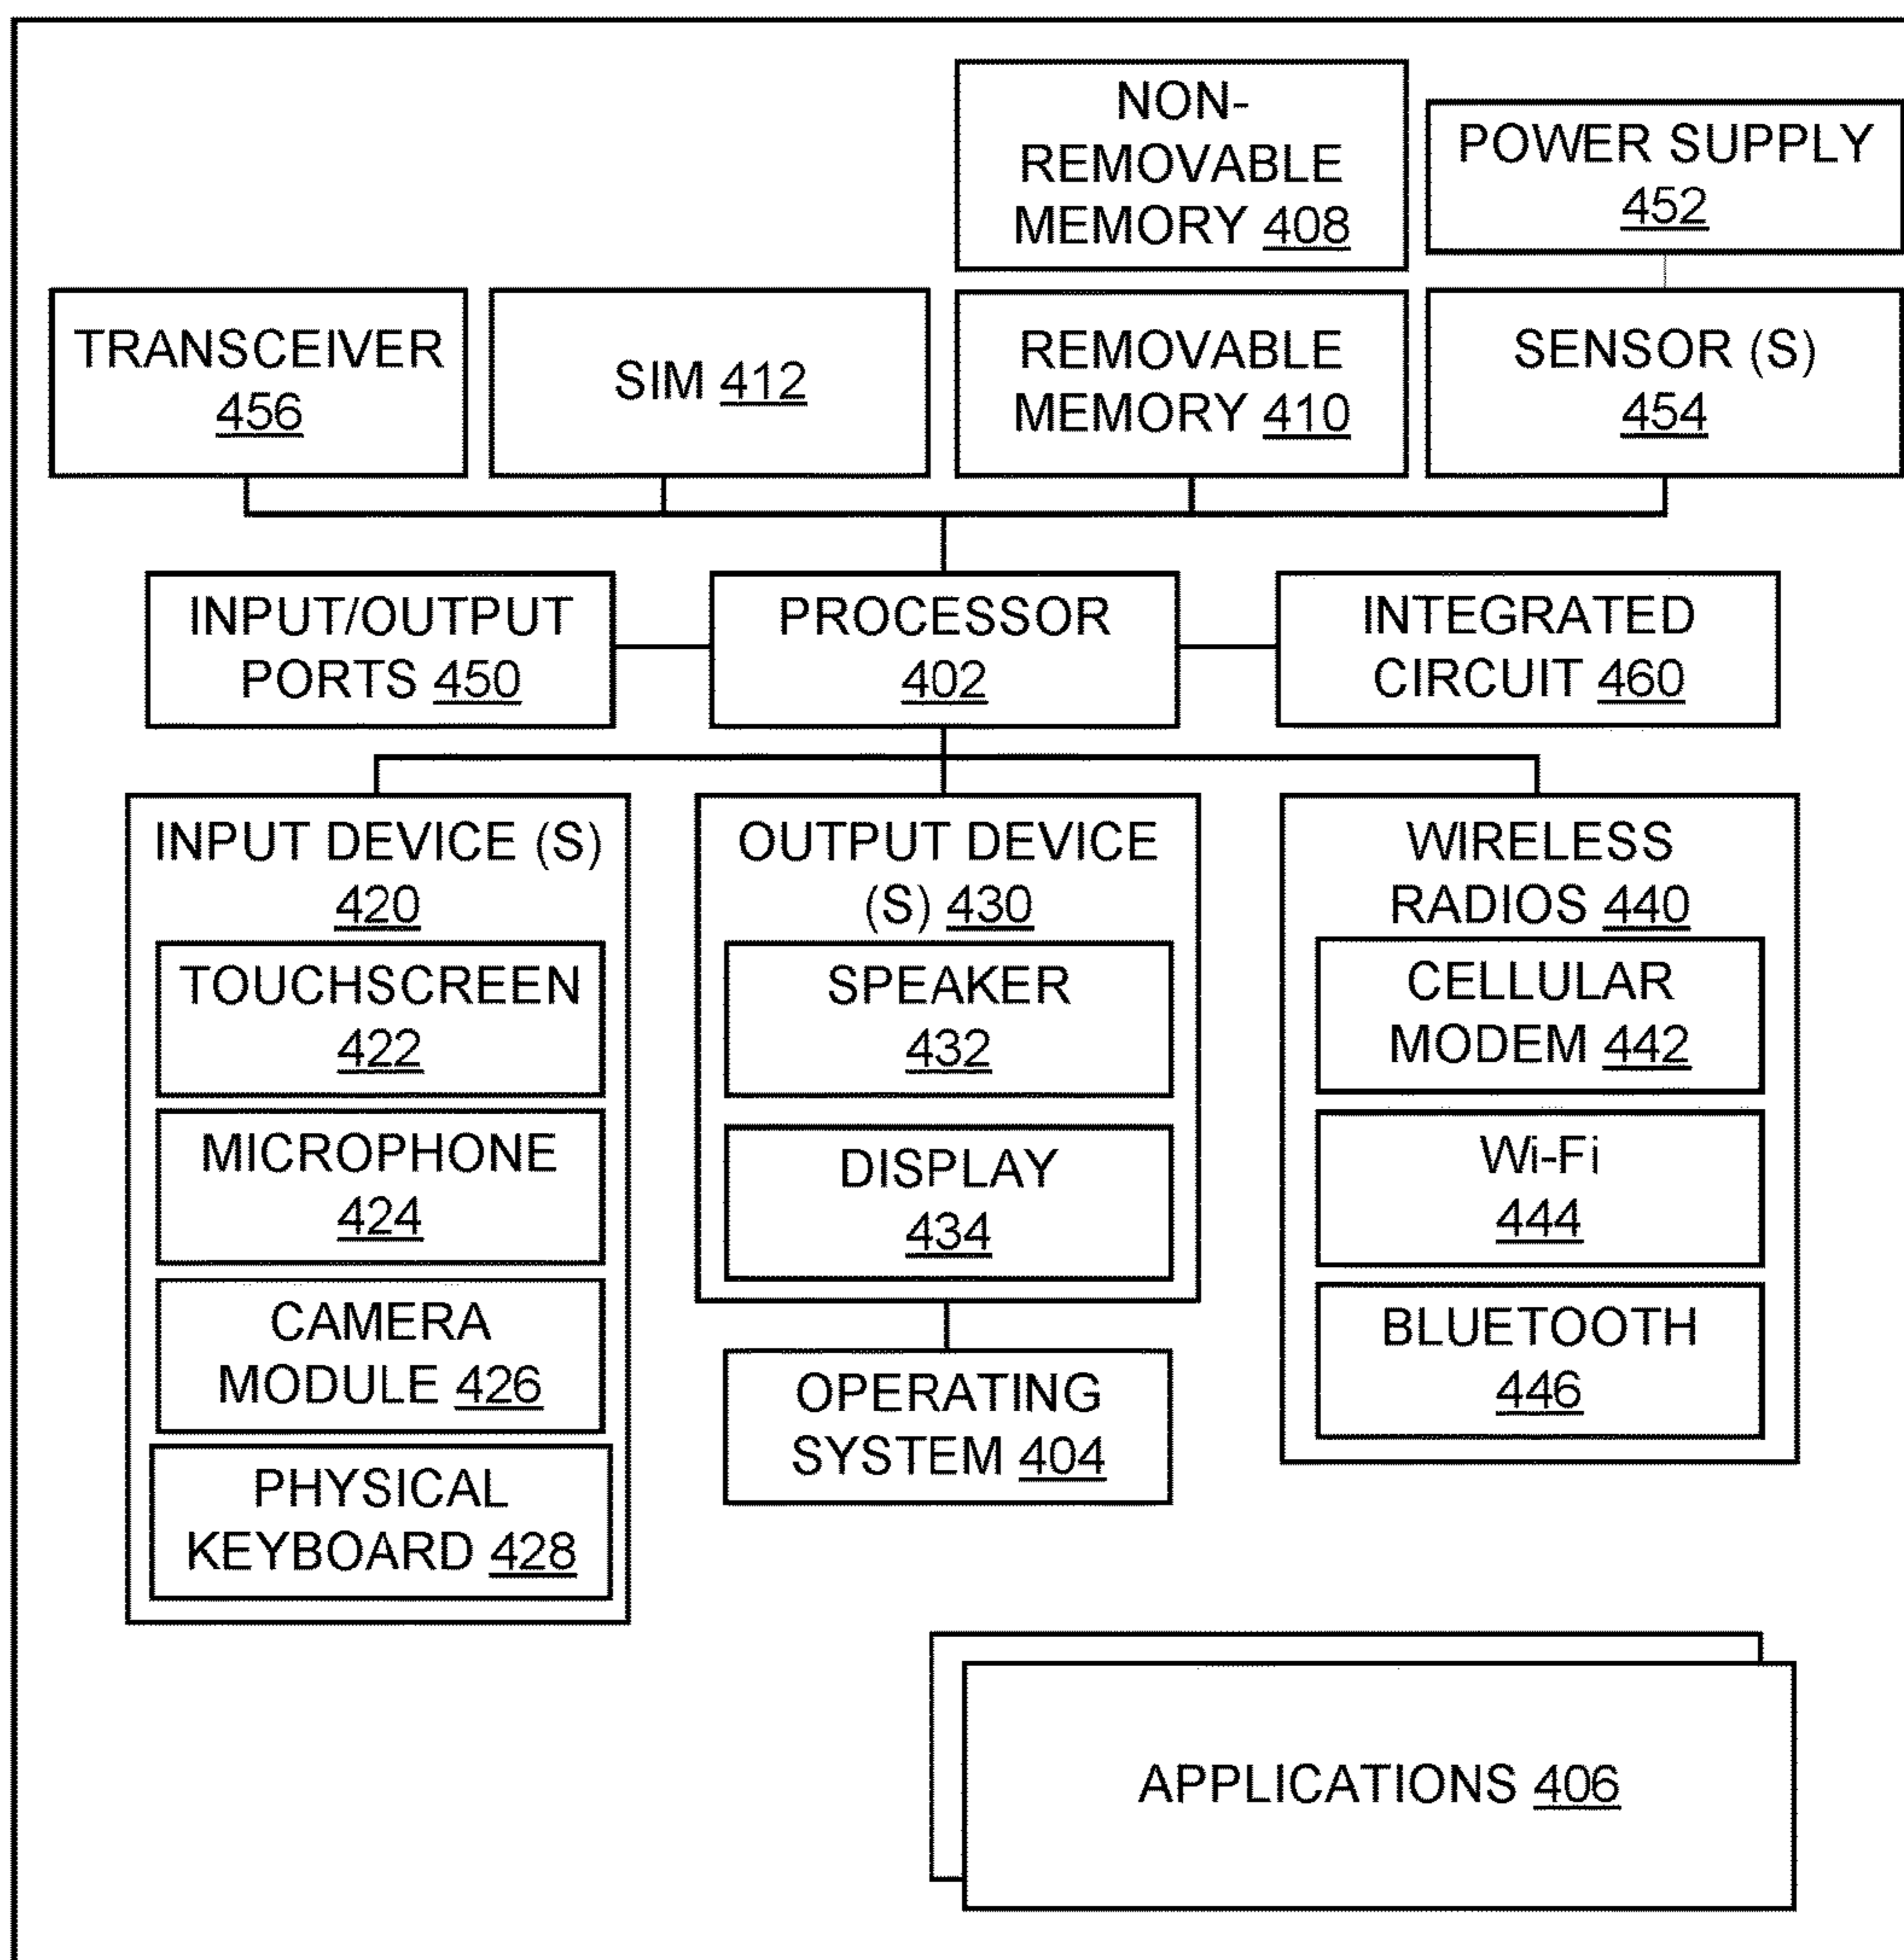 NON-
REMOVABLE
MEMORY 408
POWER SUPPLY
452
TRANSCEIVER
456
SIM 412
REMOVABLE
MEMORY 410
SENSOR (S)
454
INPUT/OUTPUT
PORTS 450
PROCESSOR
402
INTEGRATED
CIRCUIT 460
INPUT DEVICE (S)
420
TOUCHSCREEN
422
MICROPHONE
424
CAMERA
MODULE 426
PHYSICAL
KEYBOARD 428
OUTPUT DEVICE
(S) 430
SPEAKER
432
DISPLAY
434
OPERATING
SYSTEM 404
WIRELESS
RADIOS 440
CELLULAR
MODEM 442
Wi-Fi
444
BLUETOOTH
446
APPLICATIONS 406